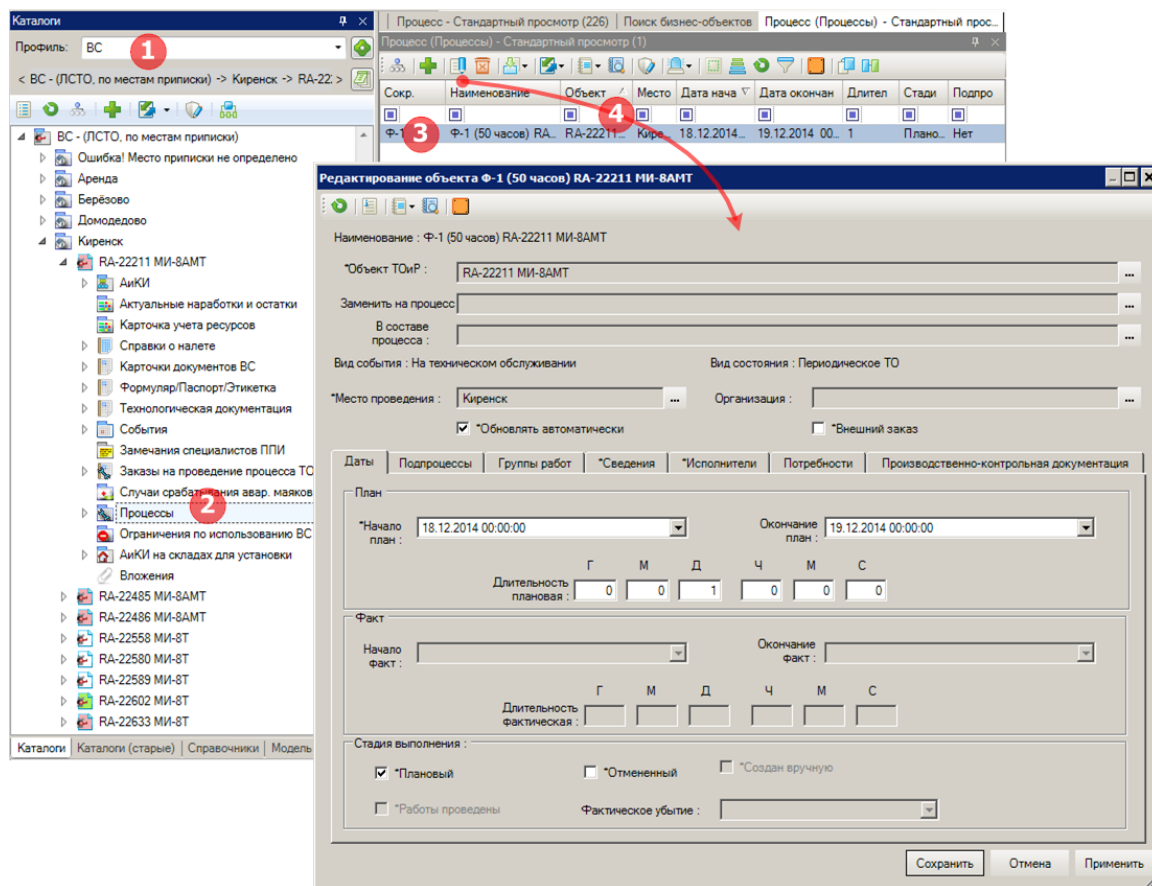 Каталоги
Профиль: ВС
1
< ВС - (ЛСТО, по местам приписки) -> Киренск -> RA-22: >
ВС - (ЛСТО, по местам приписки)
Ошибка! Место приписки не определено
Аренда
Берёзово
Домодедово
Киренск
RA-22211 МИ-8АМТ
АиКИ
Актуальные наработки и остатки
Карточка учета ресурсов
Справки о налете
Карточки документов ВС
Формуляр/Паспорт/Этикетка
Технологическая документация
События
Замечания специалистов ППИ
Заказы на проведение процесса ТО
Случаи срабатывания авар. маяков
2
Процессы
Ограничения по использованию ВС
АиКИ на складах для установки
Вложения
RA-22485 МИ-8АМТ
RA-22486 МИ-8АМТ
RA-22558 МИ-8Т
RA-22580 МИ-8Т
RA-22589 МИ-8Т
RA-22602 МИ-8Т
RA-22633 МИ-8Т
Каталоги Каталоги (старые) Справочники Модель
Процесс - Стандартный просмотр (226) Поиск бизнес-объектов Процесс (Процессы) - Стандартный прос...
Процесс (Процессы) - Стандартный просмотр (1)
Сокр. Наименование Объект Место Дата нача Дата окончан Длител Стади Подпро
4
3
Ф-1 Ф-1 (50 часов) RA... RA-22211... Кире... 18.12.2014... 19.12.2014 00... 1 Плано... Нет
Редактирование объекта Ф-1 (50 часов) RA-22211 МИ-8АМТ
Наименование : Ф-1 (50 часов) RA-22211 МИ-8АМТ
*Объект ТОиР : RA-22211 МИ-8АМТ ...
Заменить на процесс ...
В составе
процесса : ...
Вид события : На техническом обслуживании Вид состояния : Периодическое ТО
*Место проведения : Киренск ... Организация : ...
*Обновлять автоматически *Внешний заказ
Даты Подпроцессы Группы работ *Сведения *Исполнители Потребности Производственно-контрольная документация
План
*Начало
план : 18.12.2014 00:00:00 Окончание
план : 19.12.2014 00:00:00
Г М Д Ч М С
Длительность
плановая : 0 0 1 0 0 0
Факт
Начало
факт : Окончание
факт :
Г М Д Ч М С
Длительность
фактическая :
Стадия выполнения :
*Плановый *Отмененный *Создан вручную
*Работы проведены Фактическое убытие :
Сохранить Отмена Применить